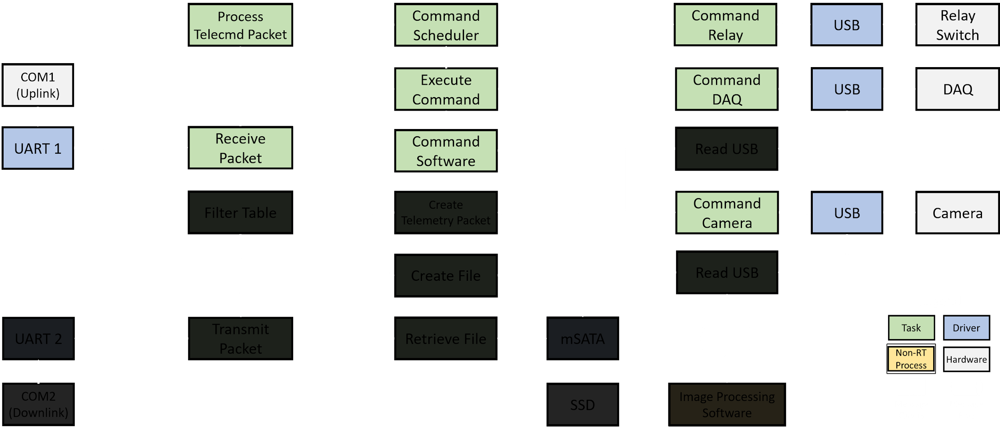 Process
Telecmd Packet
Command
Scheduler
Command
Relay
USB
Relay
Switch
COM1
(Uplink)
Execute
Command
Command
DAQ
USB
DAQ
UART 1
Receive
Packet
Command
Software
Read USB
Filter Table
Create
Telemetry Packet
Command
Camera
USB
Camera
Create File
Read USB
UART 2
Transmit
Packet
Retrieve File
mSATA
Task
Driver
Non-RT
Process
Hardware
COM2
(Downlink)
SSD
Image Processing
Software